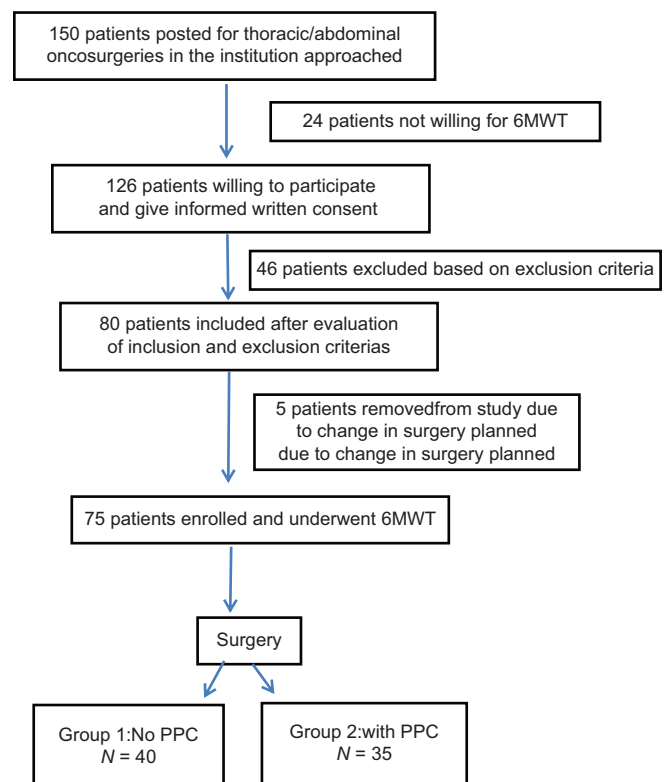 150 patients posted for thoracic/abdominal
oncosurgeries in the institution approached
24 patients not willing for 6MWT
126 patients willing to participate
and give informed written consent
46 patients excluded based on exclusion criteria
80 patients included after evaluation
of inclusion and exclusion criterias
5 patients removedfrom study due
to change in surgery planned
due to change in surgery planned
75 patients enrolled and underwent 6MWT
Surgery
Group 1:No PPC
N = 40
Group 2:with PPC
N = 35